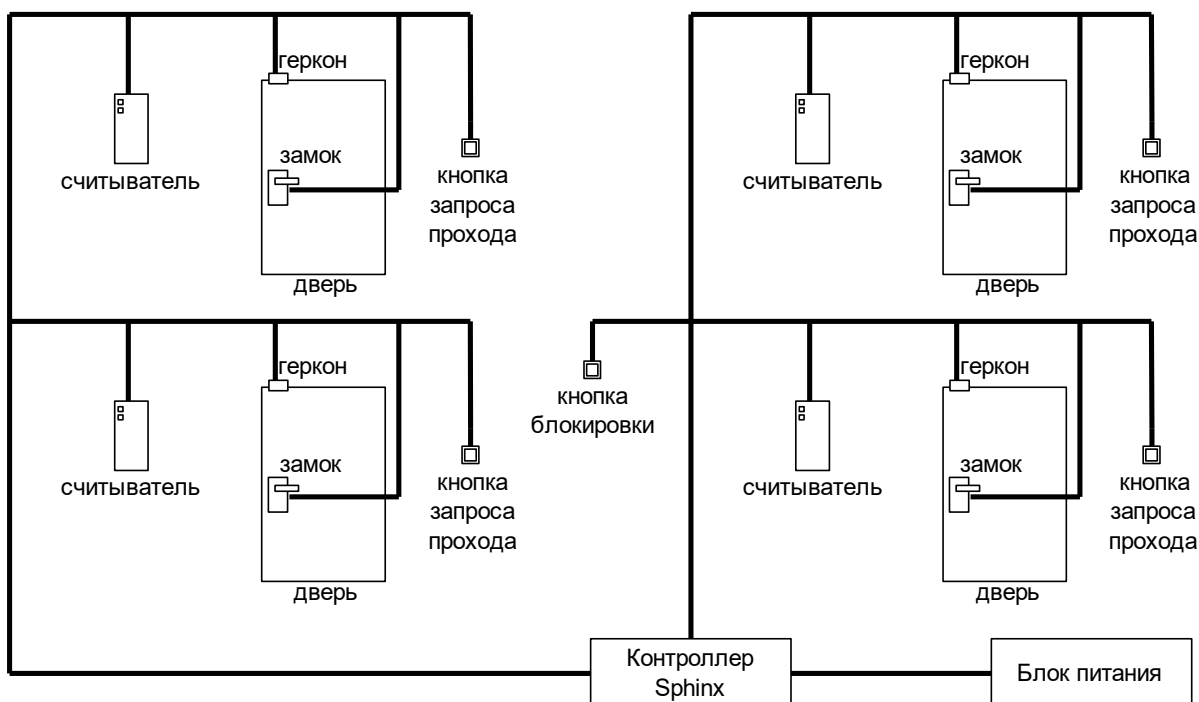 геркон
замок
считыватель
кнопка
запроса
прохода
дверь
геркон
замок
считыватель
кнопка
запроса
прохода
дверь
геркон
замок
считыватель
кнопка
запроса
прохода
дверь
кнопка
блокировки
геркон
замок
считыватель
кнопка
запроса
прохода
дверь
Контроллер
Sphinx
Блок питания